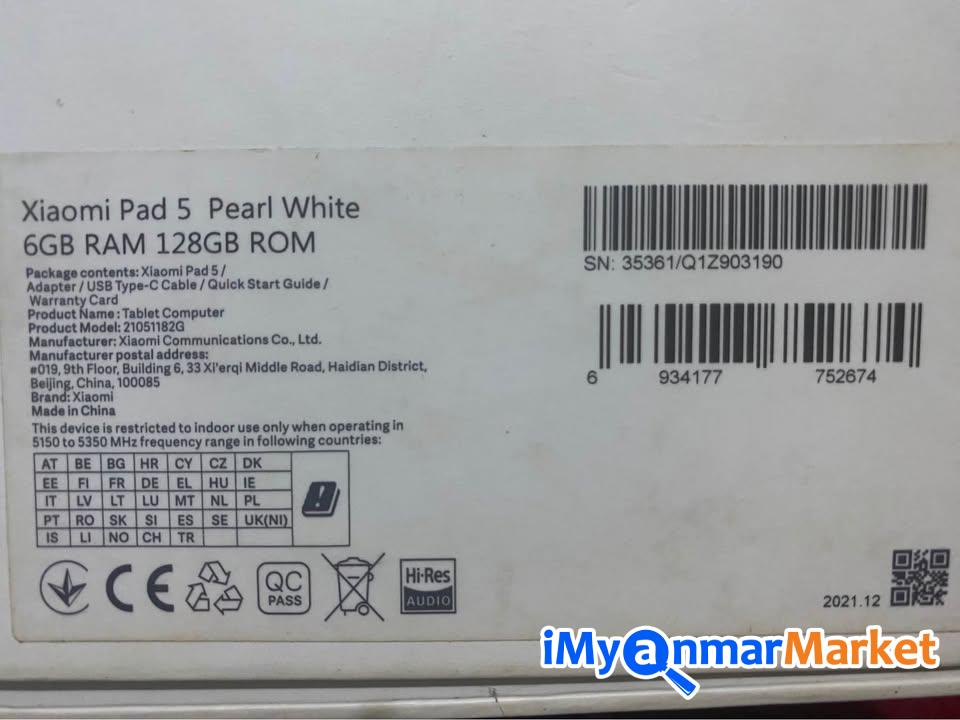 Xiaomi Pad 5 Pearl White
6GB RAM 128GB ROM
Package contents: Xiaomi Pad 5 /
Adapter / USB Type-C Cable / Quick Start Guide /
Warranty Card
Product Name : Tablet Computer
Product Model: 21051182G
Manufacturer: Xiaomi Communications Co., Ltd.
Manufacturer postal address:
#019, 9th Floor, Building 6, 33 Xi'erqi Middle Road, Haidian District,
Beijing, China, 100085
Brand: Xiaomi
Made in China
This device is restricted to indoor use only when operating in
5150 to 5350 MHz frequency range in following countries:
AT BE BG HR CY CZ DK
EE FI FR DE EL HU IE
IT LV LT LU MT NL PL
PT RO SK SI ES SE UK(NI)
IS LI NO CH TR
CE
QC
PASS
Hi-Res
AUDIO
SN: 35361/Q1Z903190
6 934177 752674
2021.12
iMyanmarMarket